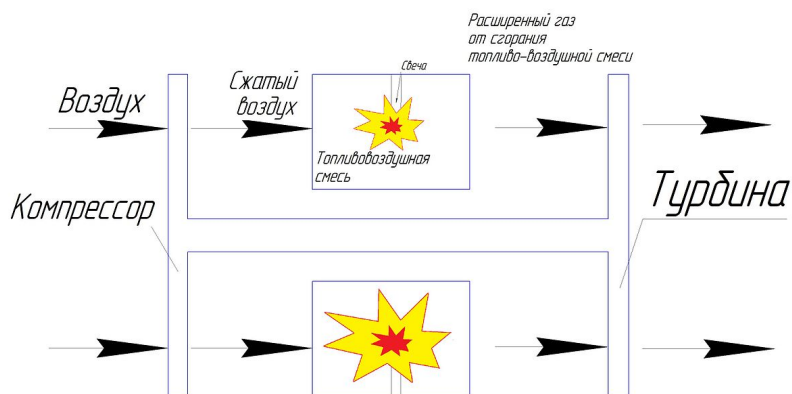 Расширенный газ
от сгорания
топливо-воздушной смеси
Свеча
Сжатый
воздух
Воздух
Топливовоздушная
смесь
Турбина
Компрессор